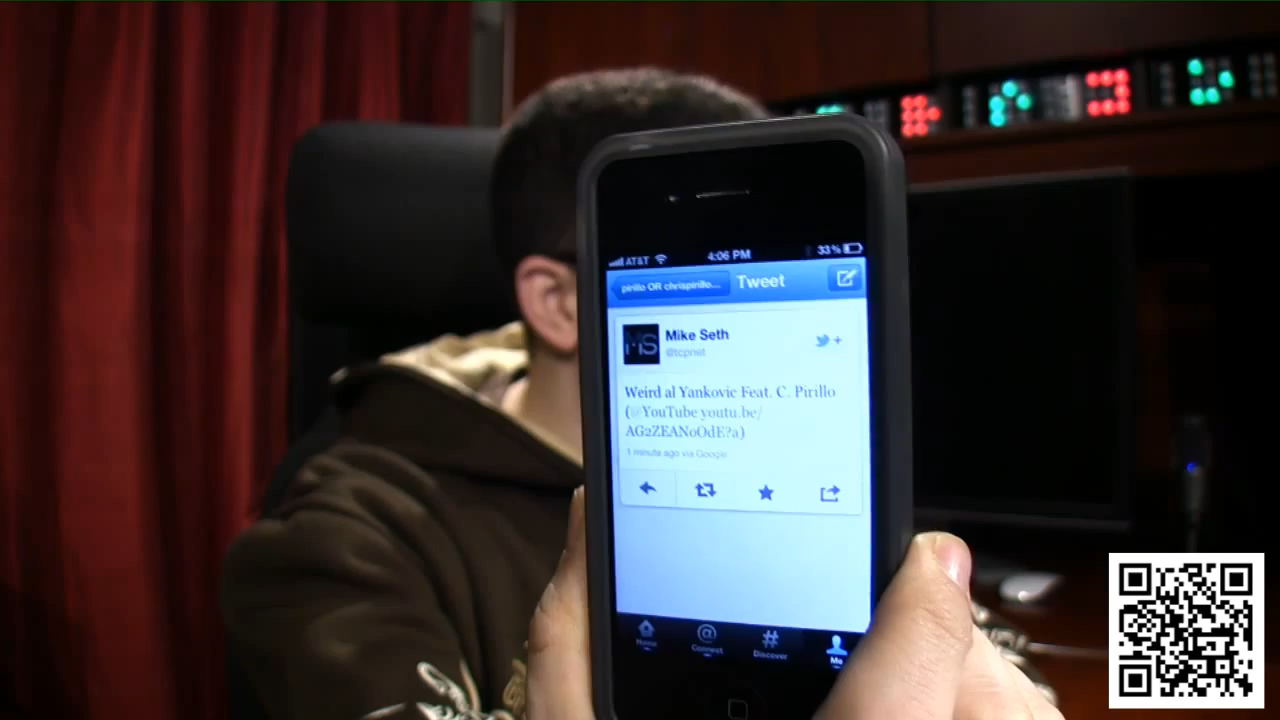 AT&T 4:06 PM 33%
pirillo OR chrispirillo... Tweet
MS
Mike Seth
@tcpnet
Weird al Yankovic Feat. C. Pirillo
(@YouTube youtu.be/
AG2ZEANoOdE?a)
1 minute ago via Google
Home Connect Discover Me